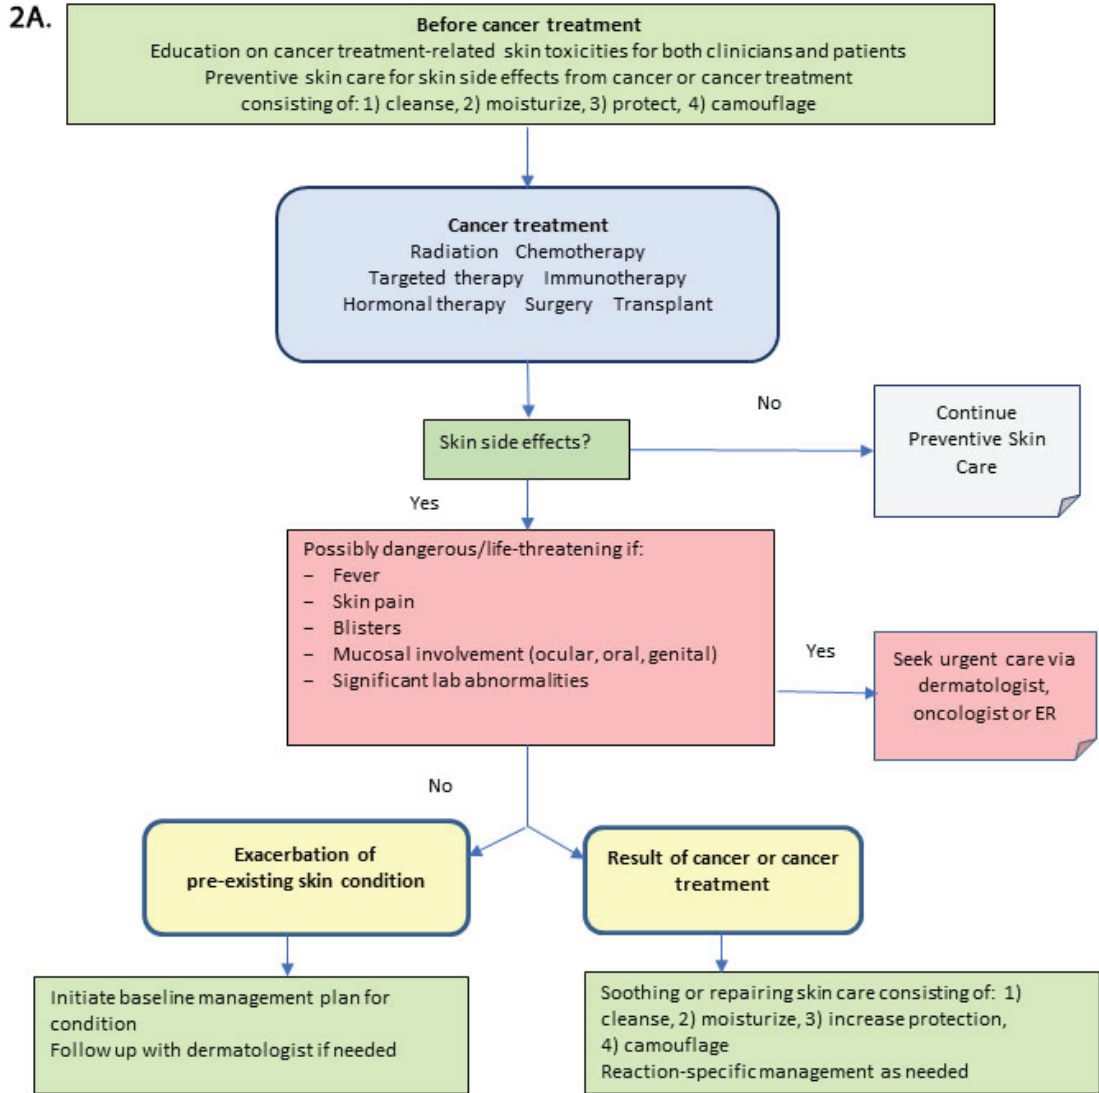 2A.
Before cancer treatment
Education on cancer treatment-related skin toxicities for both clinicians and patients
Preventive skin care for skin side effects from cancer or cancer treatment
consisting of: 1) cleanse, 2) moisturize, 3) protect, 4) camouflage
Cancer treatment
Radiation Chemotherapy
Targeted therapy Immunotherapy
Hormonal therapy Surgery Transplant
Skin side effects?
No
Continue
Preventive Skin
Care
Yes
Possibly dangerous/life-threatening if:
– Fever
– Skin pain
– Blisters
– Mucosal involvement (ocular, oral, genital)
– Significant lab abnormalities
Yes
Seek urgent care via
dermatologist,
oncologist or ER
No
Exacerbation of
pre-existing skin condition
Result of cancer or cancer
treatment
Initiate baseline management plan for
condition
Follow up with dermatologist if needed
Soothing or repairing skin care consisting of: 1)
cleanse, 2) moisturize, 3) increase protection,
4) camouflage
Reaction-specific management as needed